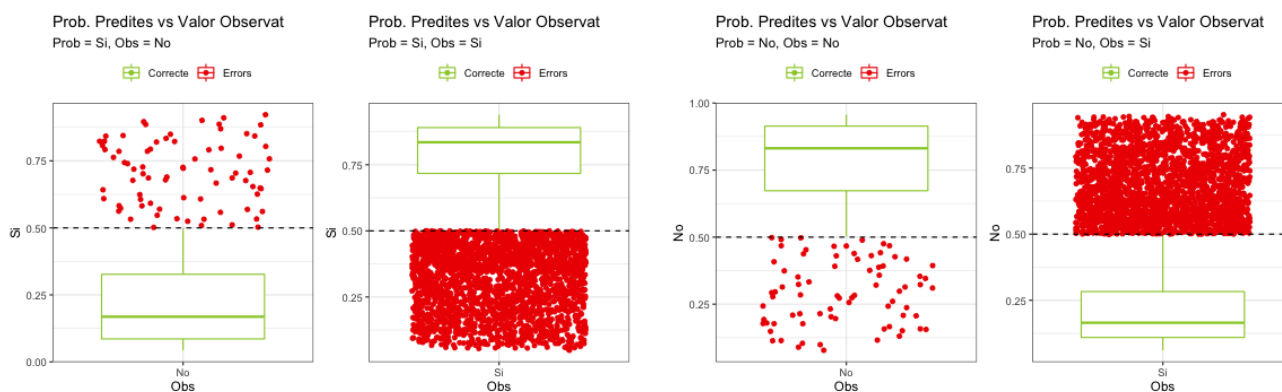 Prob. Predites vs Valor Observat
Prob = Si, Obs = No
Correcte Errors
Si
0.75
0.50
0.25
0.00
No
Obs
Prob. Predites vs Valor Observat
Prob = Si, Obs = Si
Correcte Errors
Si
0.75
0.50
0.25
Si
Obs
Prob. Predites vs Valor Observat
Prob = No, Obs = No
Correcte Errors
No
1.00
0.75
0.50
0.25
No
Obs
Prob. Predites vs Valor Observat
Prob = No, Obs = Si
Correcte Errors
No
0.75
0.50
0.25
Si
Obs